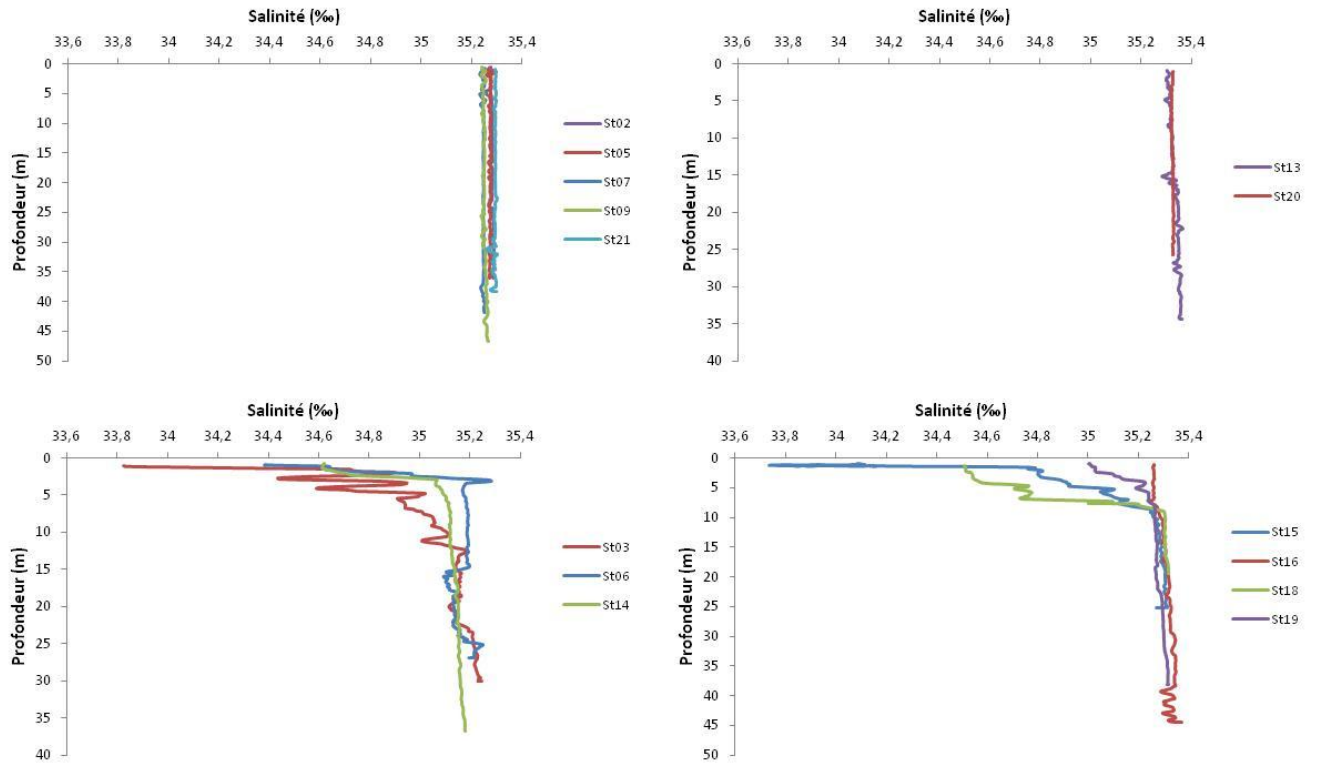 Salinité (‰)
33,6 33,8 34 34,2 34,4 34,6 34,8 35 35,2 35,4
Profondeur (m)
0
5
10
15
20
25
30
35
40
45
50
St02
St05
St07
St09
St21
Salinité (‰)
33,6 33,8 34 34,2 34,4 34,6 34,8 35 35,2 35,4
Profondeur (m)
0
5
10
15
20
25
30
35
40
St13
St20
Salinité (‰)
33,6 33,8 34 34,2 34,4 34,6 34,8 35 35,2 35,4
Profondeur (m)
0
5
10
15
20
25
30
35
40
St03
St06
St14
Salinité (‰)
33,6 33,8 34 34,2 34,4 34,6 34,8 35 35,2 35,4
Profondeur (m)
0
5
10
15
20
25
30
35
40
45
50
St15
St16
St18
St19